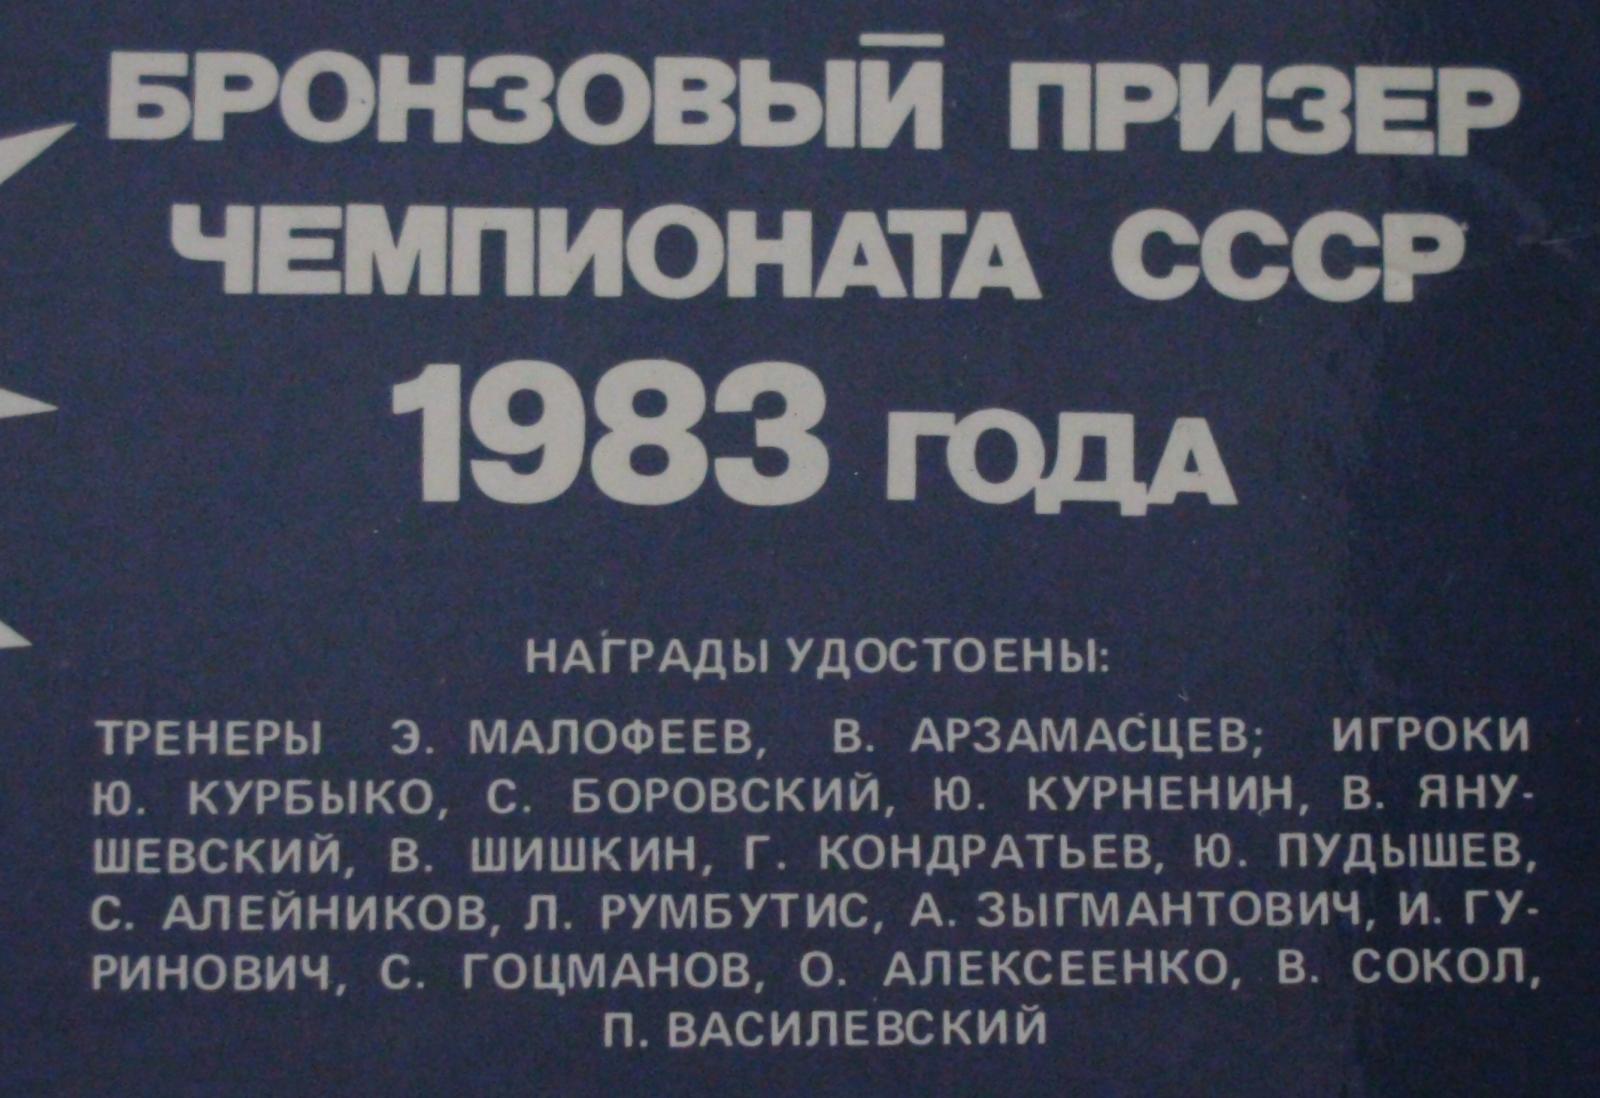 БРОНЗОВЫЙ ПРИЗЕР
ЧЕМПИОНАТА СССР
1983 ГОДА
НАГРАДЫ УДОСТОЕНЫ:
ТРЕНЕРЫ Э. МАЛОФЕЕВ, В. АРЗАМАСЦЕВ; ИГРОКИ
Ю. КУРБЫКО, С. БОРОВСКИЙ, Ю. КУРНЕНИН, В. ЯНУ-
ШЕВСКИЙ, В. ШИШКИН, Г. КОНДРАТЬЕВ, Ю. ПУДЫШЕВ,
С. АЛЕЙНИКОВ, Л. РУМБУТИС, А. ЗЫГМАНТОВИЧ, И. ГУ-
РИНОВИЧ, С. ГОЦМАНОВ, О. АЛЕКСЕЕНКО, В. СОКОЛ,
П. ВАСИЛЕВСКИЙ